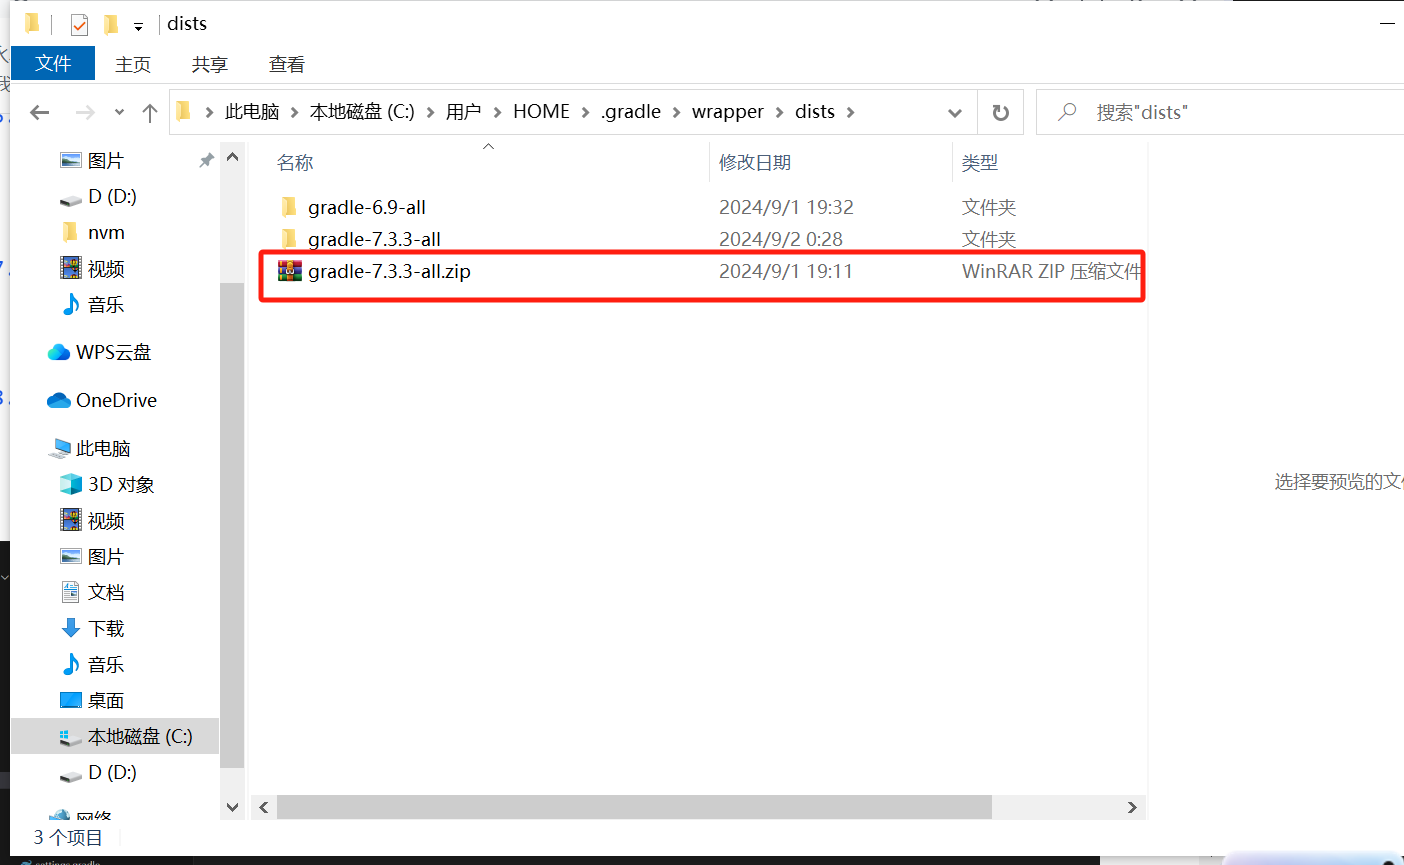 dists
文件 主页 共享 查看
此电脑 本地磁盘 (C:) 用户 HOME .gradle wrapper dists
搜索"dists"
名称 修改日期 类型
gradle-6.9-all 2024/9/1 19:32 文件夹
gradle-7.3.3-all 2024/9/2 0:28 文件夹
gradle-7.3.3-all.zip 2024/9/1 19:11 WinRAR ZIP 压缩文件
图片
D (D:)
nvm
视频
音乐
WPS云盘
OneDrive
此电脑
3D 对象
视频
图片
文档
下载
音乐
桌面
本地磁盘 (C:)
D (D:)
网络
选择要预览的文
3 个项目
settings.gradle